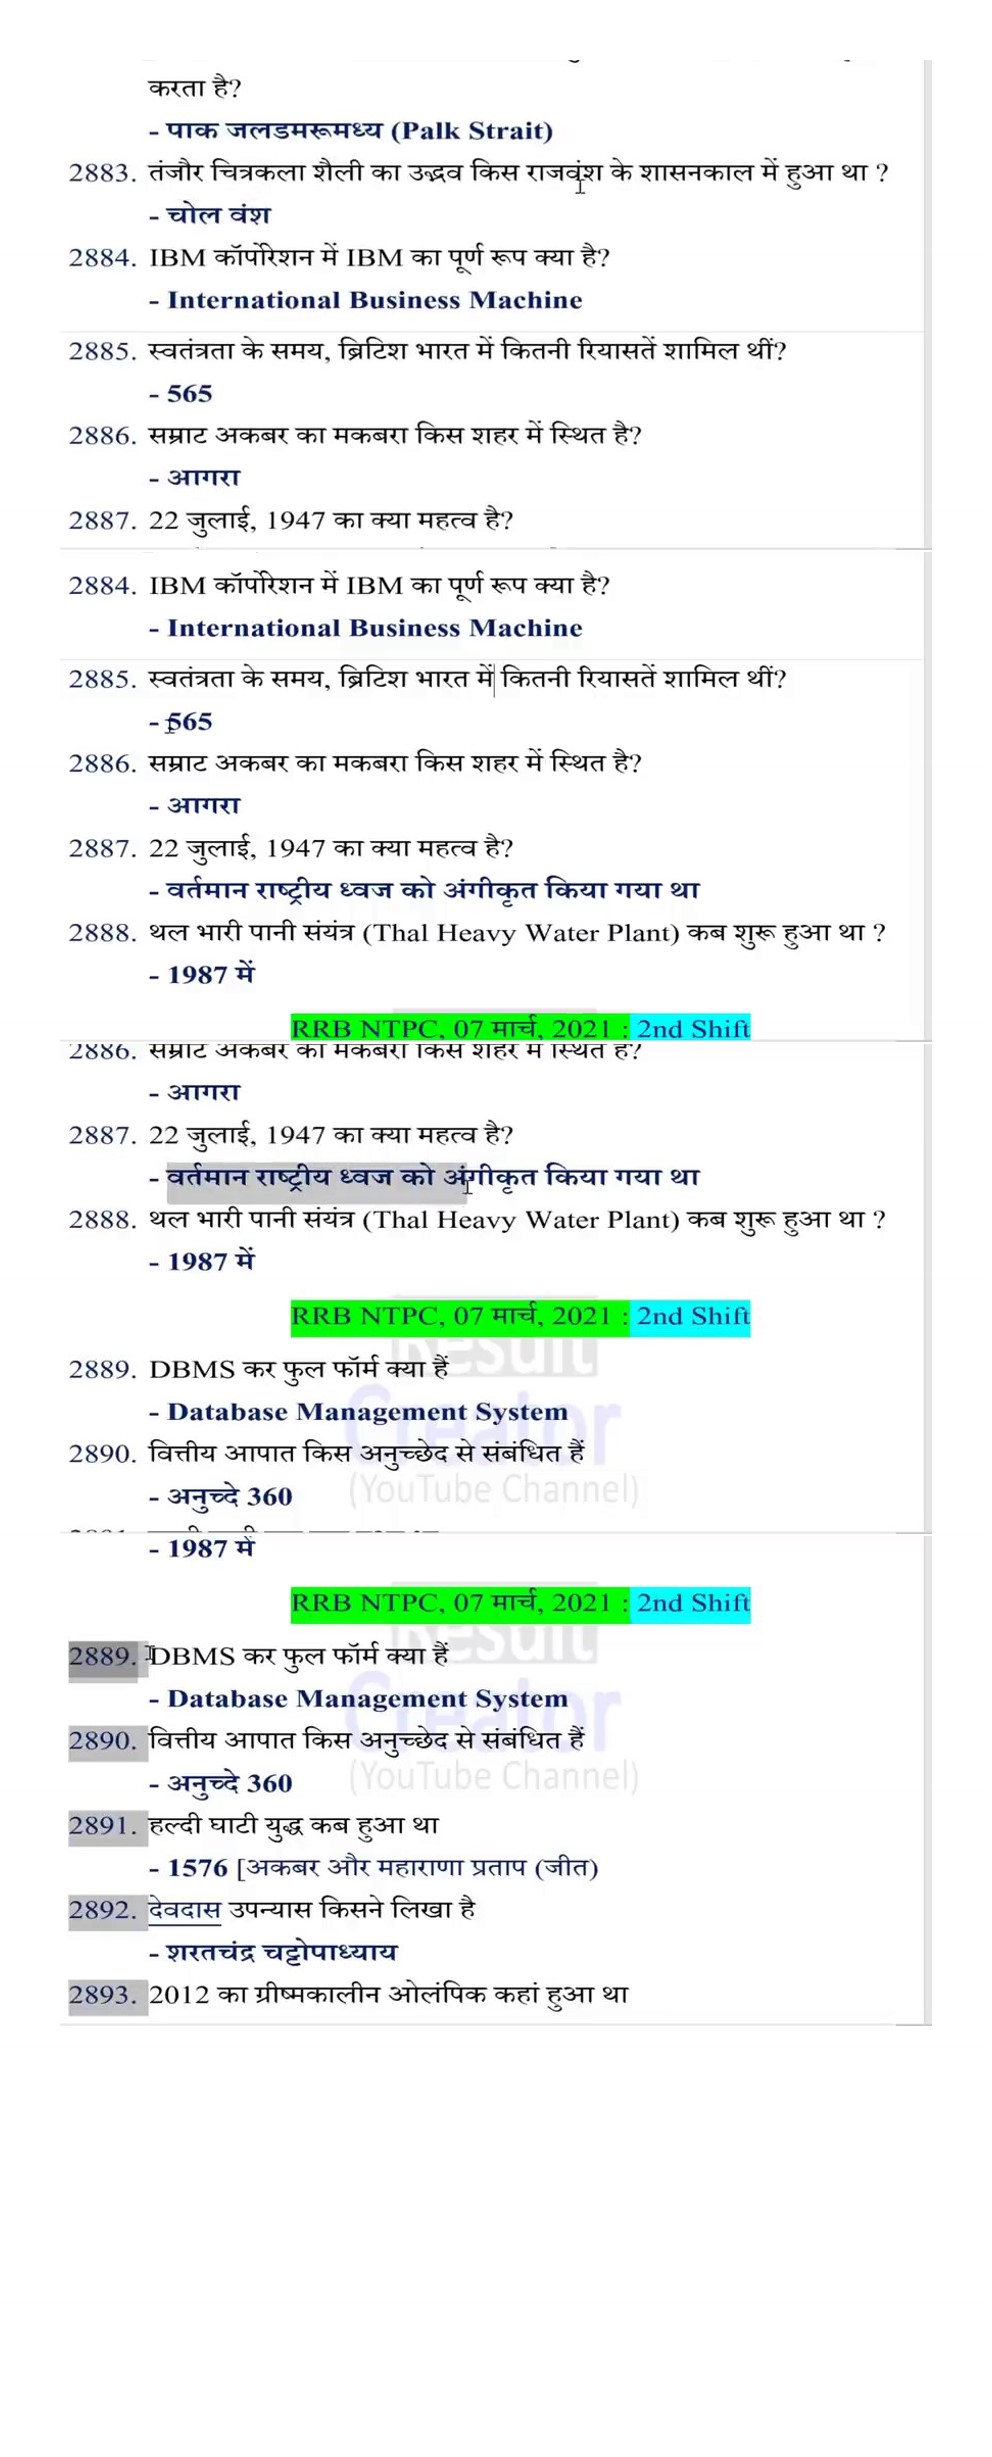 करता है?
- पाक जलडमरूमध्य (Palk Strait)
2883. तंजौर चित्रकला शैली का उद्भव किस राजवंश के शासनकाल में हुआ था ?
- चोल वंश
2884. IBM कॉर्पोरेशन में IBM का पूर्ण रूप क्या है?
- International Business Machine
2885. स्वतंत्रता के समय, ब्रिटिश भारत में कितनी रियासतें शामिल थीं?
- 565
2886. सम्राट अकबर का मकबरा किस शहर में स्थित है?
- आगरा
2887. 22 जुलाई, 1947 का क्या महत्व है?
2884. IBM कॉर्पोरेशन में IBM का पूर्ण रूप क्या है?
- International Business Machine
2885. स्वतंत्रता के समय, ब्रिटिश भारत में कितनी रियासतें शामिल थीं?
- 565
2886. सम्राट अकबर का मकबरा किस शहर में स्थित है?
- आगरा
2887. 22 जुलाई, 1947 का क्या महत्व है?
- वर्तमान राष्ट्रीय ध्वज को अंगीकृत किया गया था
2888. थल भारी पानी संयंत्र (Thal Heavy Water Plant) कब शुरू हुआ था ?
- 1987 में
RRB NTPC, 07 मार्च, 2021 : 2nd Shift
2886. सम्राट अकबर का मकबरा किस शहर में स्थित है?
- आगरा
2887. 22 जुलाई, 1947 का क्या महत्व है?
- वर्तमान राष्ट्रीय ध्वज को अंगीकृत किया गया था
2888. थल भारी पानी संयंत्र (Thal Heavy Water Plant) कब शुरू हुआ था ?
- 1987 में
RRB NTPC, 07 मार्च, 2021 : 2nd Shift
Result
2889. DBMS कर फुल फॉर्म क्या हैं
Creator
- Database Management System
2890. वित्तीय आपात किस अनुच्छेद से संबंधित हैं
- अनुच्दे 360
(YouTube Channel)
- 1987 में
RRB NTPC, 07 मार्च, 2021 : 2nd Shift
Result
2889. DBMS कर फुल फॉर्म क्या हैं
Creator
- Database Management System
2890. वित्तीय आपात किस अनुच्छेद से संबंधित हैं
- अनुच्दे 360
(YouTube Channel)
2891. हल्दी घाटी युद्ध कब हुआ था
- 1576 [अकबर और महाराणा प्रताप (जीत)
2892. देवदास उपन्यास किसने लिखा है
- शरतचंद्र चट्टोपाध्याय
2893. 2012 का ग्रीष्मकालीन ओलंपिक कहां हुआ था